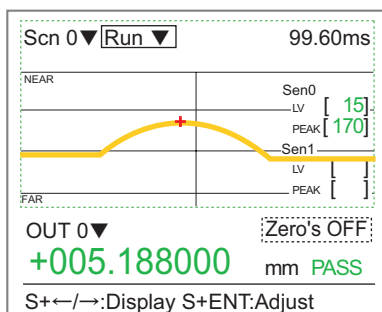 Scn 0▼ Run ▼ 99.60ms
NEAR
Sen0
LV [ 15]
PEAK [ 170]
Sen1
LV [ ]
PEAK [ ]
FAR
OUT 0▼ Zero's OFF
+005.188000 mm PASS
S+←/→:Display S+ENT:Adjust